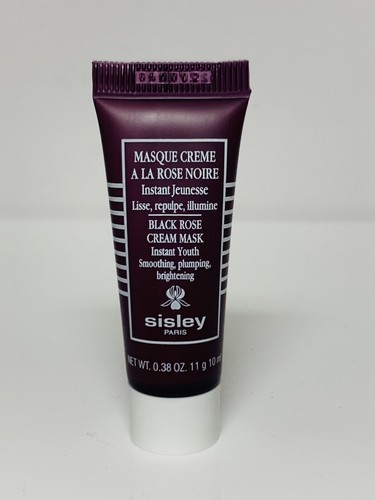 MASQUE CREME
A LA ROSE NOIRE
Instant Jeunesse
Lisse, repulpe, illumine
BLACK ROSE
CREAM MASK
Instant Youth
Smoothing, plumping,
brightening
sisley
PARIS
NET WT. 0.38 OZ. 11 g 10 ml